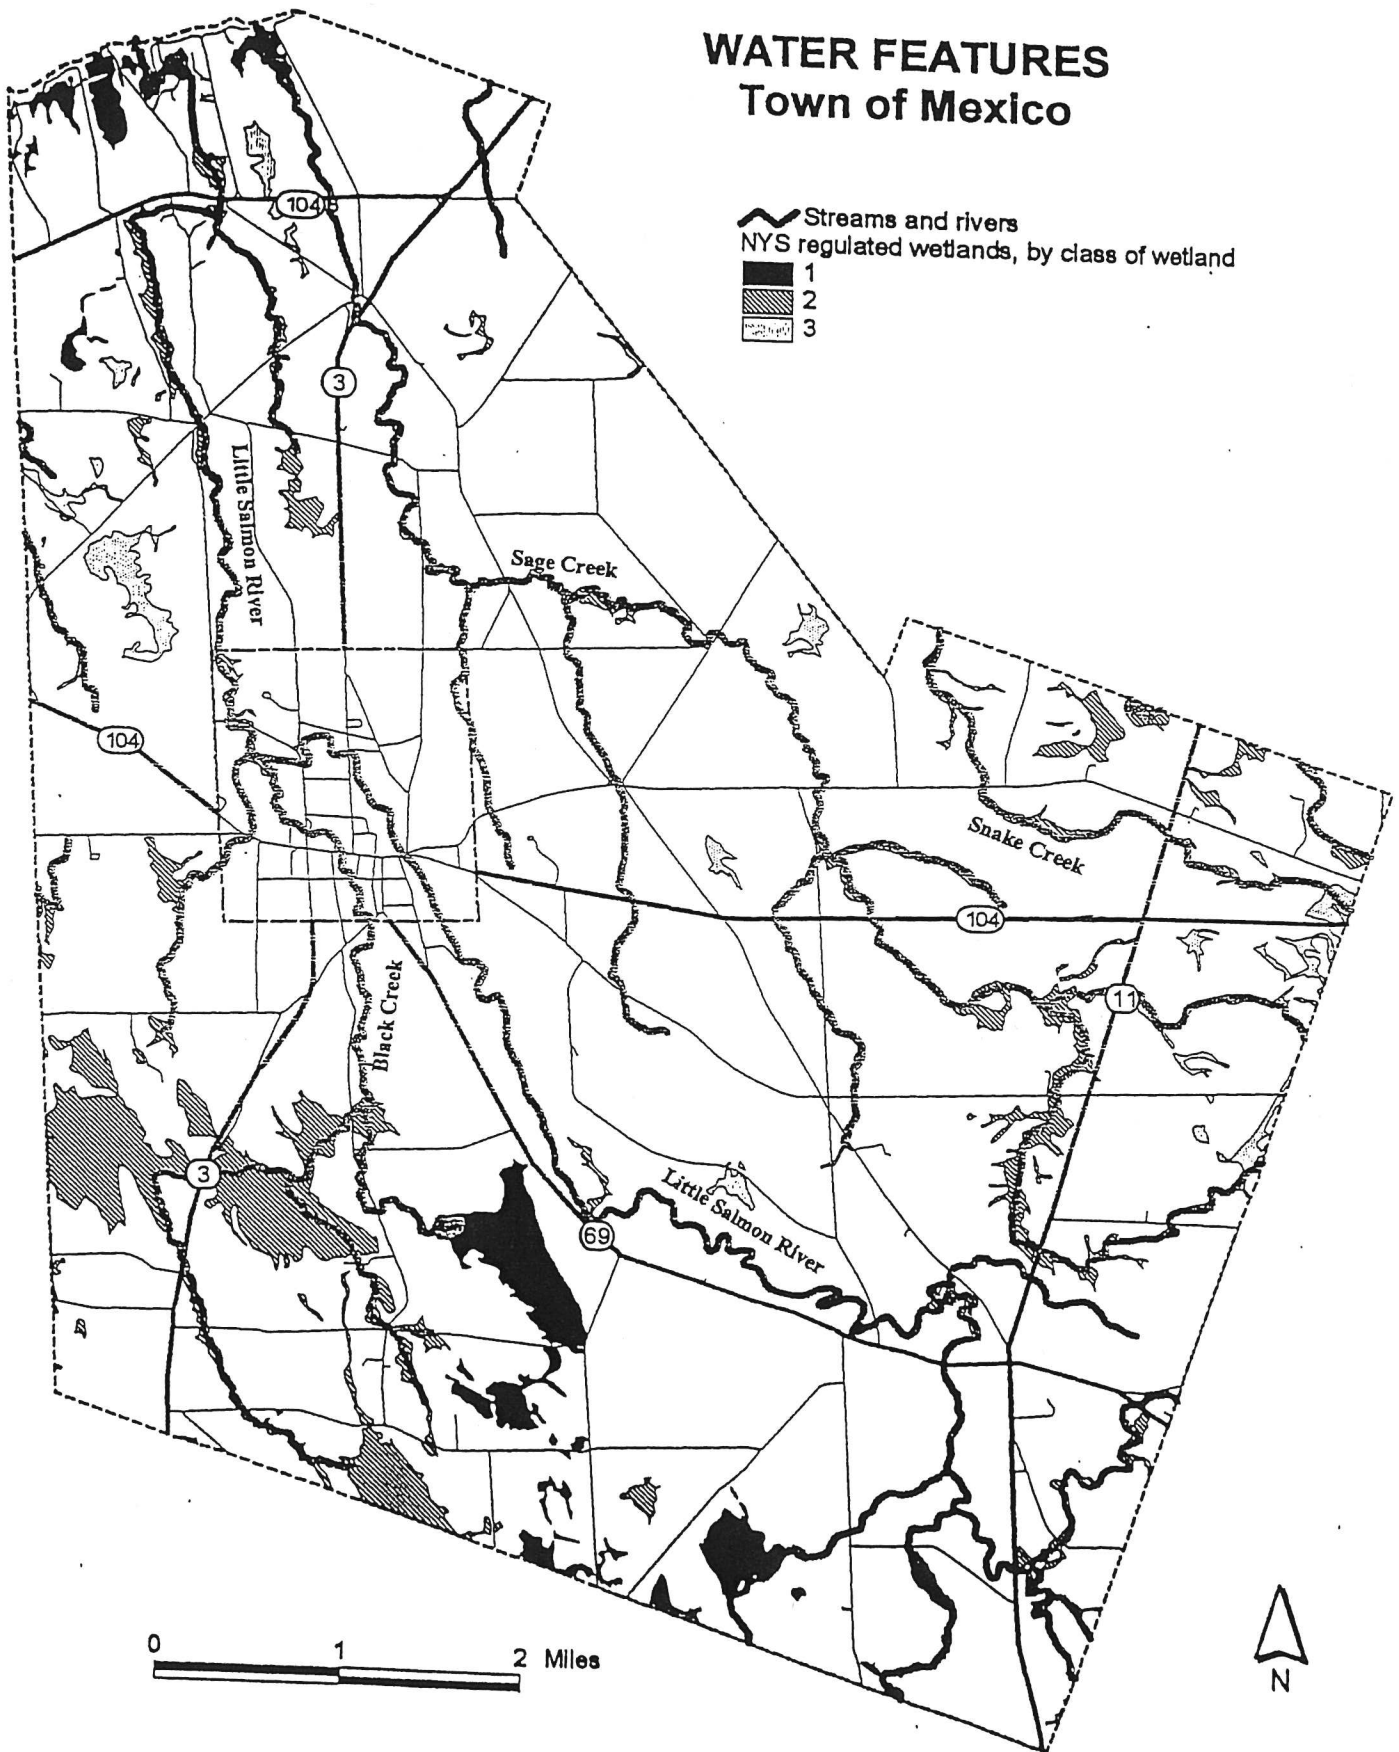 WATER FEATURES
Town of Mexico
Streams and rivers
NYS regulated wetlands, by class of wetland
1
2
3
104
3
Little Salmon River
Sage Creek
104
Snake Creek
104
11
Black Creek
3
Little Salmon River
69
0 1 2 Miles
N